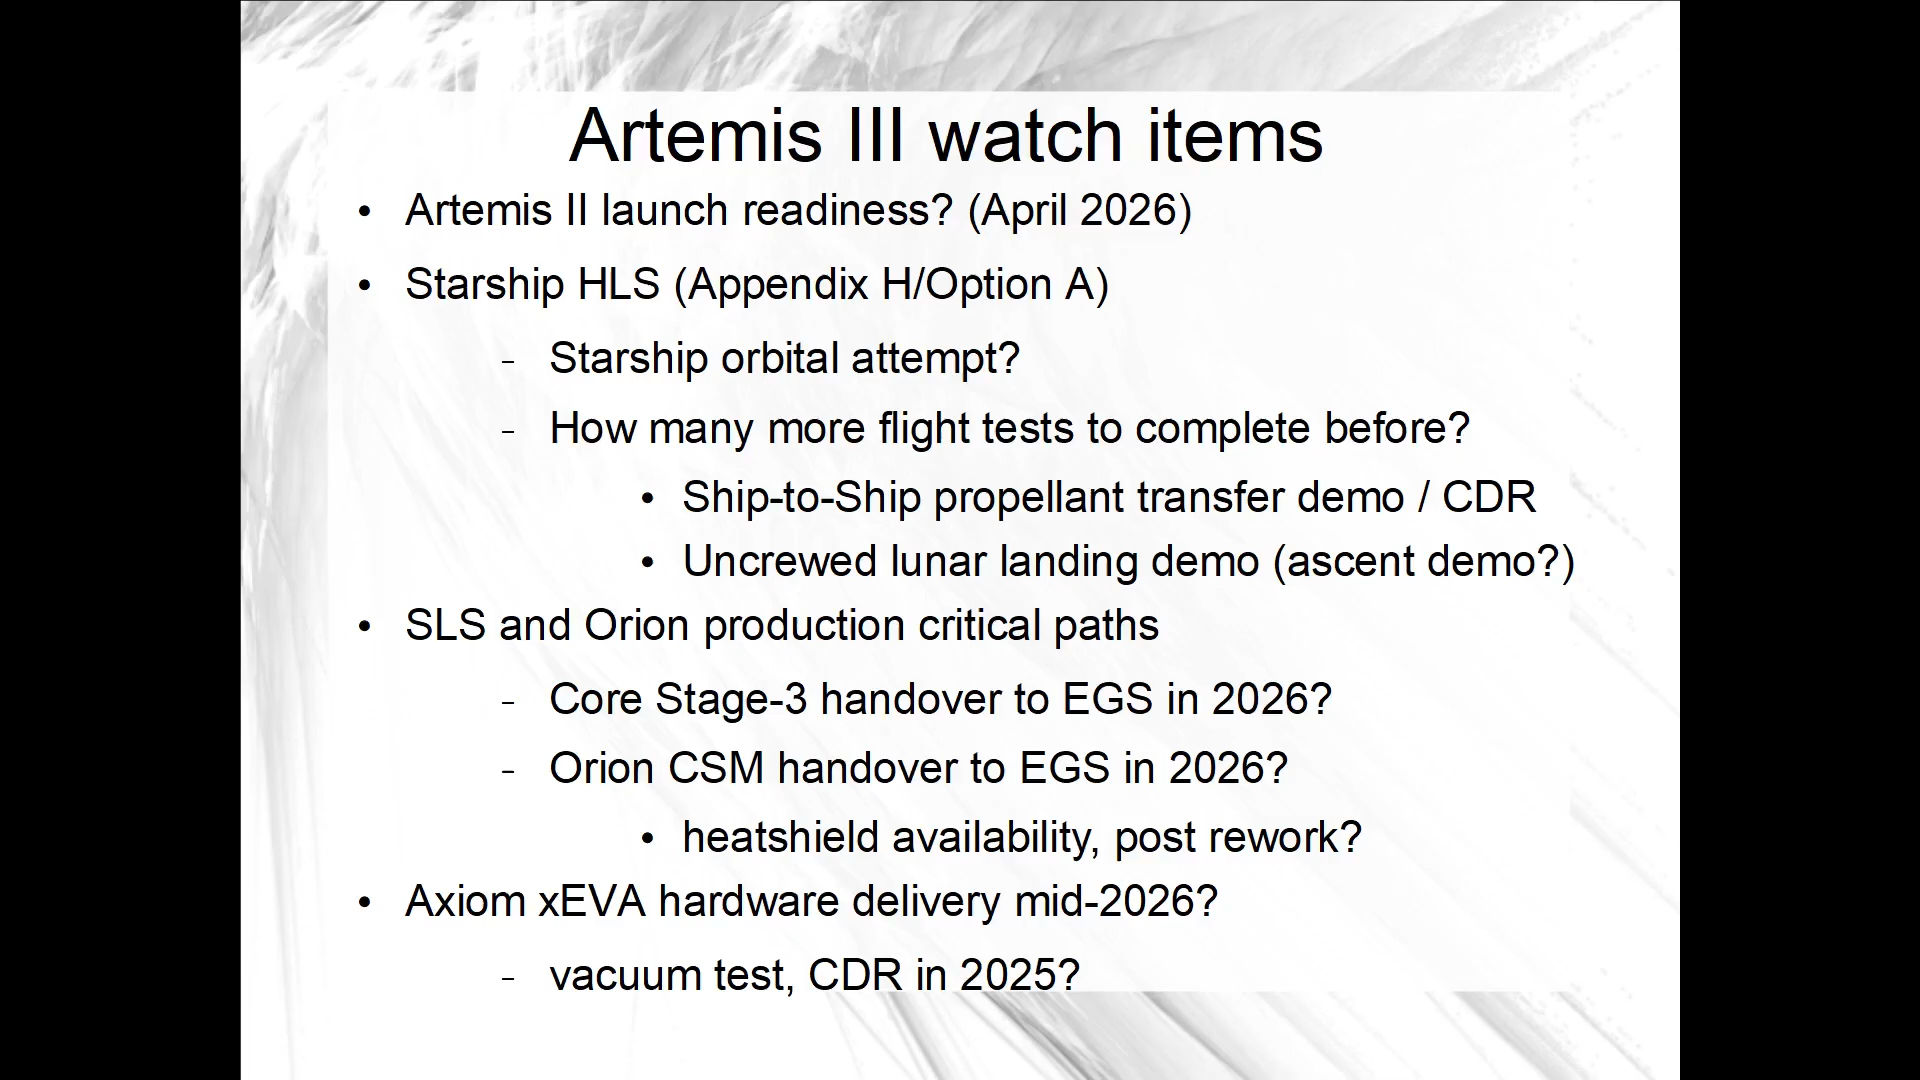 Artemis III watch items
• Artemis II launch readiness? (April 2026)
• Starship HLS (Appendix H/Option A)
– Starship orbital attempt?
– How many more flight tests to complete before?
• Ship-to-Ship propellant transfer demo / CDR
• Uncrewed lunar landing demo (ascent demo?)
• SLS and Orion production critical paths
– Core Stage-3 handover to EGS in 2026?
– Orion CSM handover to EGS in 2026?
• heatshield availability, post rework?
• Axiom xEVA hardware delivery mid-2026?
– vacuum test, CDR in 2025?